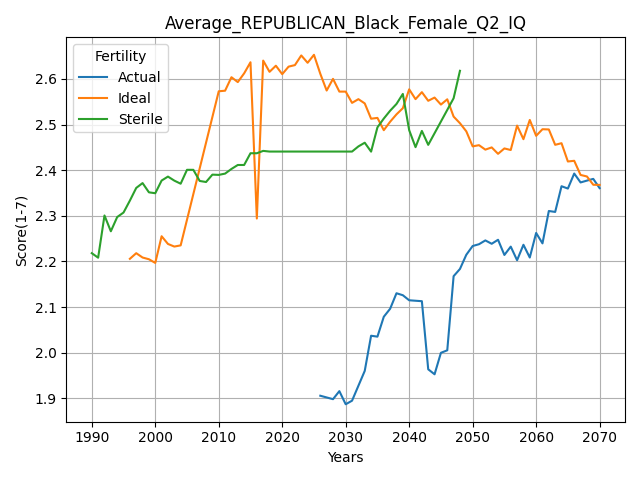 Average_REPUBLICAN_Black_Female_Q2_IQ
Fertility
Actual
Ideal
Sterile
Score(1-7)
2.6
2.5
2.4
2.3
2.2
2.1
2.0
1.9
1990 2000 2010 2020 2030 2040 2050 2060 2070
Years